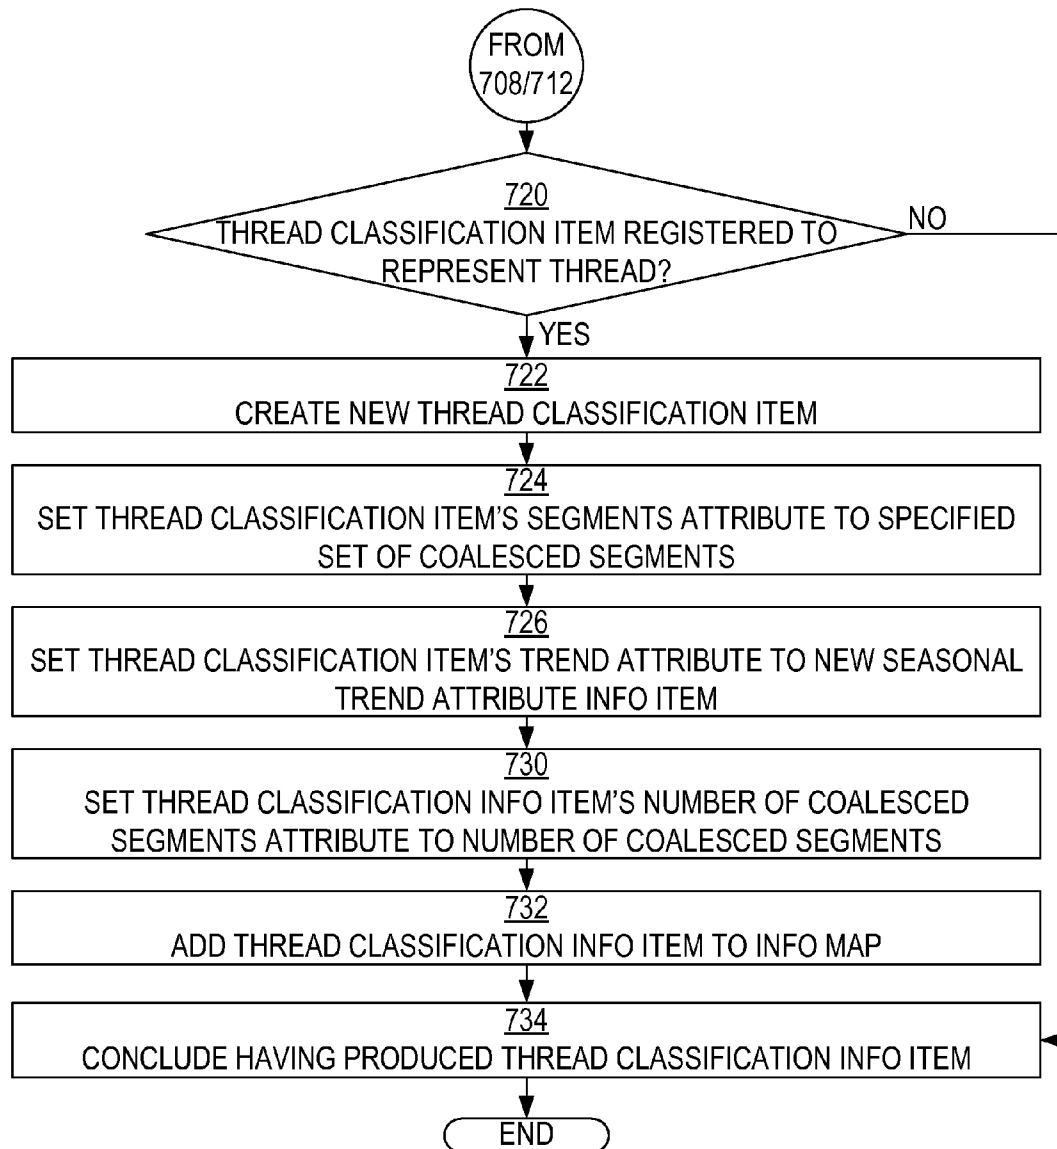 FROM
708/712
720
THREAD CLASSIFICATION ITEM REGISTERED TO
REPRESENT THREAD?
NO
YES
722
CREATE NEW THREAD CLASSIFICATION ITEM
724
SET THREAD CLASSIFICATION ITEM'S SEGMENTS ATTRIBUTE TO SPECIFIED
SET OF COALESCED SEGMENTS
726
SET THREAD CLASSIFICATION ITEM'S TREND ATTRIBUTE TO NEW SEASONAL
TREND ATTRIBUTE INFO ITEM
730
SET THREAD CLASSIFICATION INFO ITEM'S NUMBER OF COALESCED
SEGMENTS ATTRIBUTE TO NUMBER OF COALESCED SEGMENTS
732
ADD THREAD CLASSIFICATION INFO ITEM TO INFO MAP
734
CONCLUDE HAVING PRODUCED THREAD CLASSIFICATION INFO ITEM
END